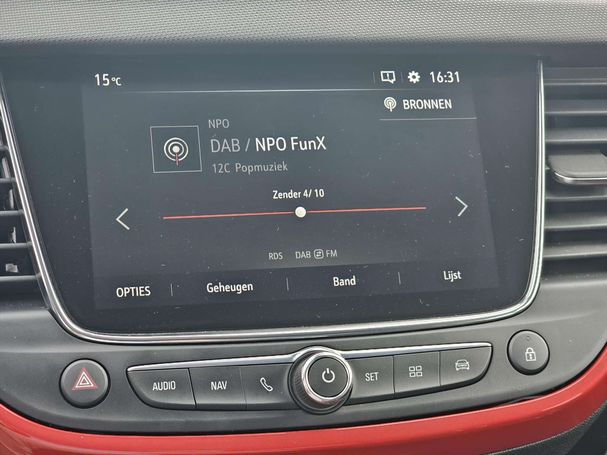 15 °C
16:31
BRONNEN
NPO
DAB / NPO FunX
12C Popmuziek
Zender 4/ 10
RDS DAB FM
OPTIES Geheugen Band Lijst
AUDIO NAV SET